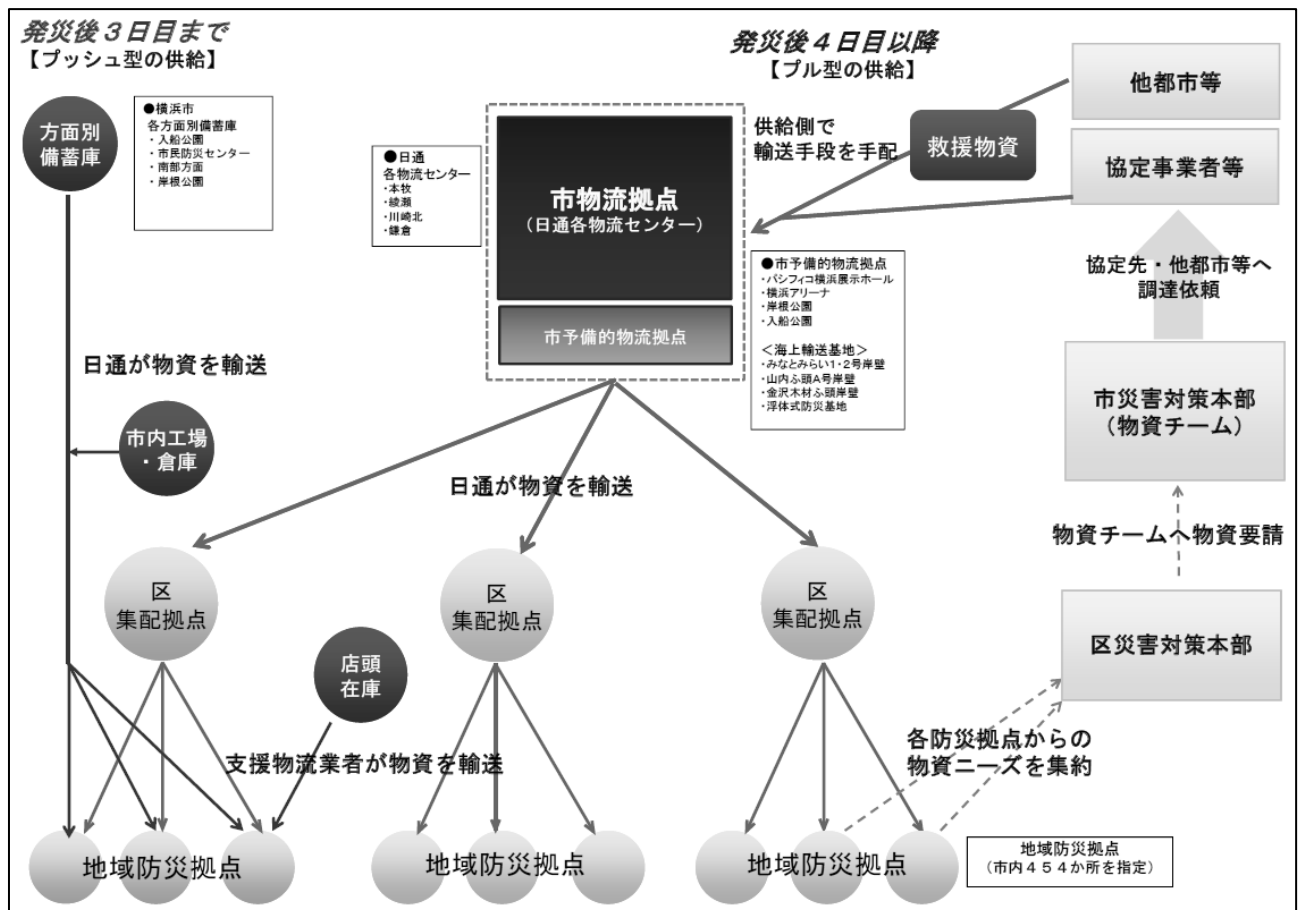 発災後３日目まで
【プッシュ型の供給】
方面別
備蓄庫
●横浜市
各方面別備蓄庫
・入船公園
・市民防災センター
・南部方面
・岸根公園
日通が物資を輸送
市内工場
・倉庫
発災後４日目以降
【プル型の供給】
●日通
各物流センター
・本牧
・綾瀬
・川崎北
・鎌倉
市物流拠点
（日通各物流センター）
市予備的物流拠点
供給側で
輸送手段を手配
救援物資
他都市等
協定事業者等
●市予備的物流拠点
・パシフィコ横浜展示ホール
・横浜アリーナ
・岸根公園
・入船公園
＜海上輸送基地＞
・みなとみらい１・２号岸壁
・山内ふ頭A号岸壁
・金沢木材ふ頭岸壁
・浮体式防災基地
協定先・他都市等へ
調達依頼
市災害対策本部
（物資チーム）
物資チームへ物資要請
区災害対策本部
日通が物資を輸送
区
集配拠点
区
集配拠点
区
集配拠点
店頭
在庫
支援物流業者が物資を輸送
各防災拠点からの
物資ニーズを集約
地域防災拠点
地域防災拠点
地域防災拠点
地域防災拠点
（市内４５４か所を指定）